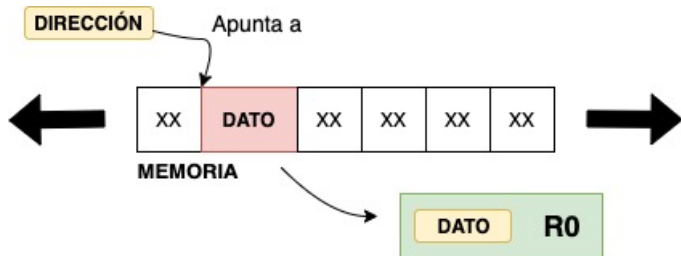 DIRECCIÓN
Apunta a
XX DATO XX XX XX XX
MEMORIA
DATO R0